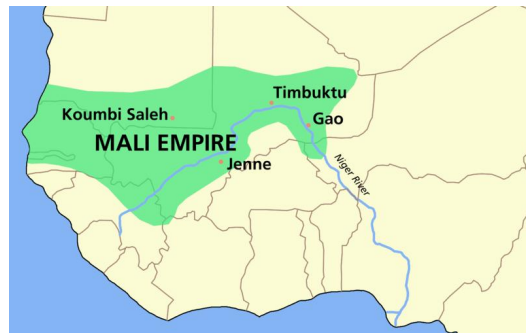 Timbuktu
Koumbi Saleh
Gao
MALI EMPIRE
Jenne
Niger River